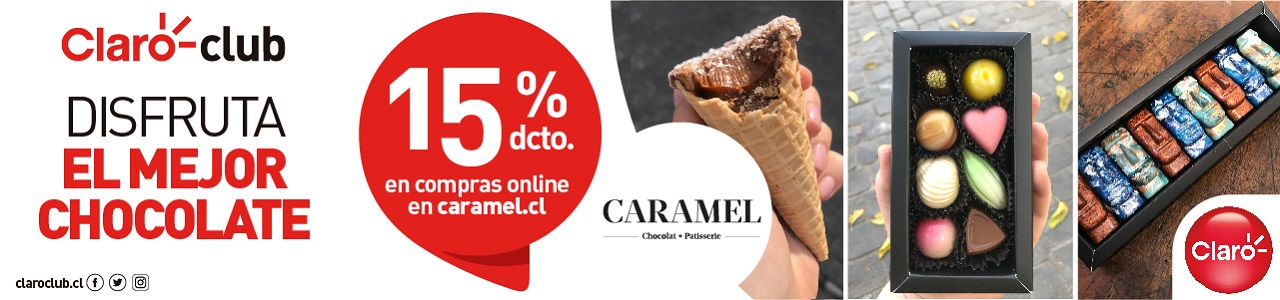 Claro-club
DISFRUTA
EL MEJOR
CHOCOLATE
claroclub.cl
15%
dcto.
en compras online
en caramel.cl
CARAMEL
Chocolat • Patisserie
Claro-